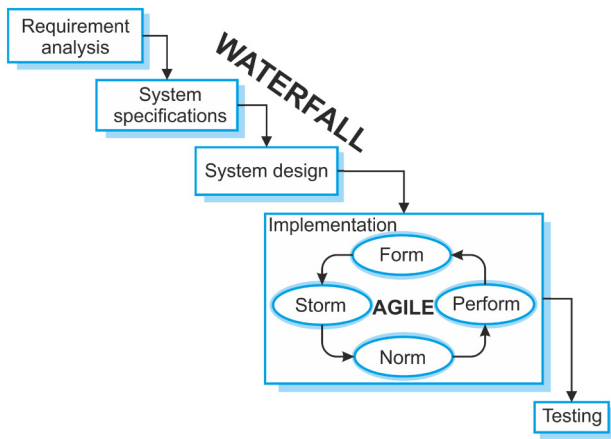 Requirement
analysis
WATERFALL
System
specifications
System design
Implementation
Form
Storm
AGILE
Perform
Norm
Testing